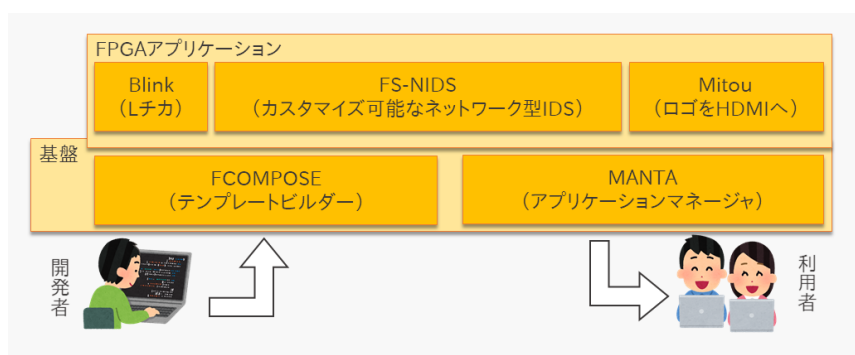 FPGAアプリケーション
Blink
(Lチカ)
FS-NIDS
(カスタマイズ可能なネットワーク型IDS)
Mitou
(ロゴをHDMIへ)
基盤
FCOMPOSE
(テンプレートビルダー)
MANTA
(アプリケーションマネージャ)
開発者
利用者